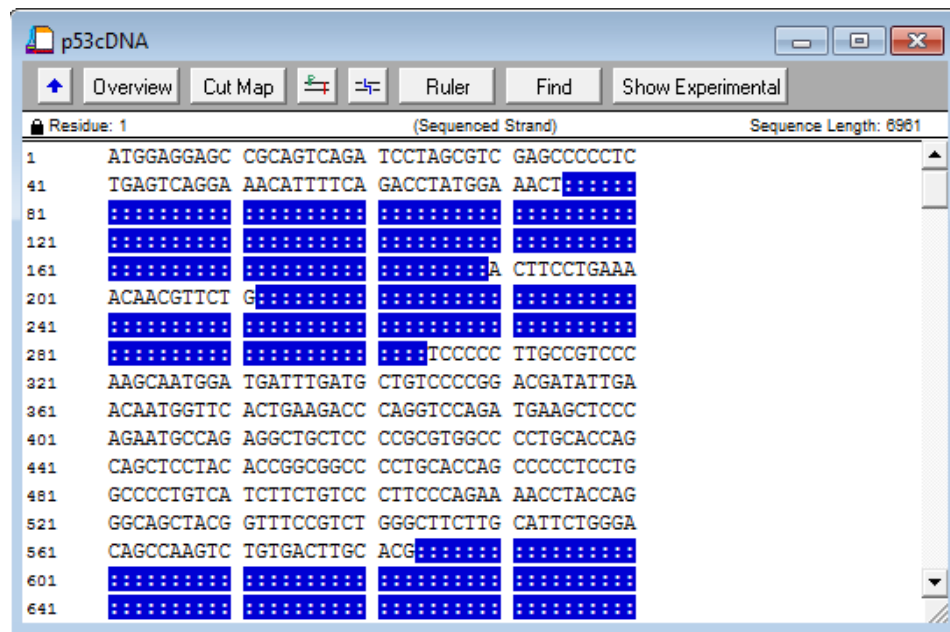 p53cDNA
Overview Cut Map Ruler Find Show Experimental
Residue: 1 (Sequenced Strand) Sequence Length: 6961
1 ATGGAGGAGC CGCAGTCAGA TCCTAGCGTC GAGCCCCCTC
41 TGAGTCAGGA AACATTTTCA GACCTATGGA AACT::::::
81 :::::::::: :::::::::: :::::::::: ::::::::::
121 :::::::::: :::::::::: :::::::::: ::::::::::
161 :::::::::: :::::::::: :::::::::A CTTCCTGAAA
201 ACAACGTTCT G::::::::: :::::::::: ::::::::::
241 :::::::::: :::::::::: :::::::::: ::::::::::
281 :::::::::: :::::::::: ::::TCCCCC TTGCCGTCCC
321 AAGCAATGGA TGATTTGATG CTGTCCCCGG ACGATATTGA
361 ACAATGGTTC ACTGAAGACC CAGGTCCAGA TGAAGCTCCC
401 AGAATGCCAG AGGCTGCTCC CCGCGTGGCC CCTGCACCAG
441 CAGCTCCTAC ACCGGCGGCC CCTGCACCAG CCCCCTCCTG
481 GCCCCTGTCA TCTTCTGTCC CTTCCCAGAA AACCTACCAG
521 GGCAGCTACG GTTTCCGTCT GGGCTTCTTG CATTCTGGGA
561 CAGCCAAGTC TGTGACTTGC ACG::::::: ::::::::::
601 :::::::::: :::::::::: :::::::::: ::::::::::
641 :::::::::: :::::::::: :::::::::: ::::::::::